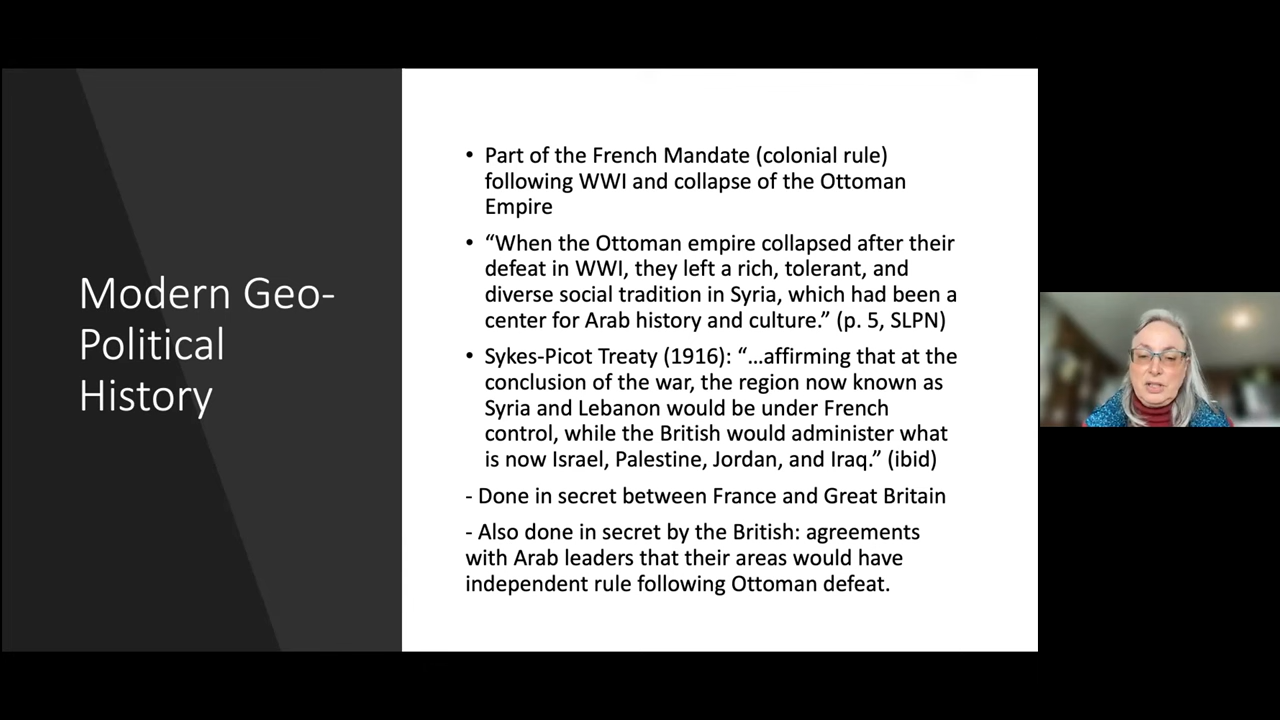 Modern Geo-
Political
History
• Part of the French Mandate (colonial rule)
following WWI and collapse of the Ottoman
Empire
• “When the Ottoman empire collapsed after their
defeat in WWI, they left a rich, tolerant, and
diverse social tradition in Syria, which had been a
center for Arab history and culture.” (p. 5, SLPN)
• Sykes-Picot Treaty (1916): “…affirming that at the
conclusion of the war, the region now known as
Syria and Lebanon would be under French
control, while the British would administer what
is now Israel, Palestine, Jordan, and Iraq.” (ibid)
- Done in secret between France and Great Britain
- Also done in secret by the British: agreements
with Arab leaders that their areas would have
independent rule following Ottoman defeat.